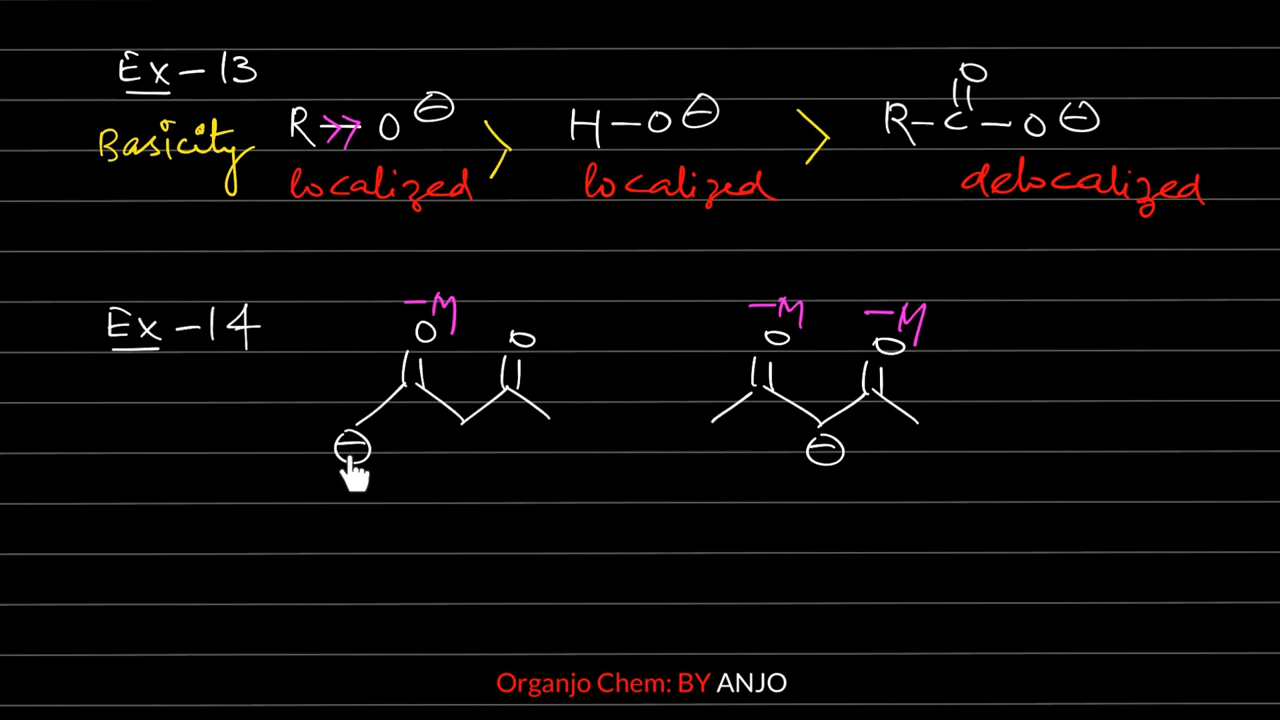 Ex-13
Basicity R→O⊖ > H-O⊖ > R-C(=O)-O⊖
localized localized delocalized
Ex-14
-M -M -M
O O O O
⊖ ⊖
Organjo Chem: BY ANJO